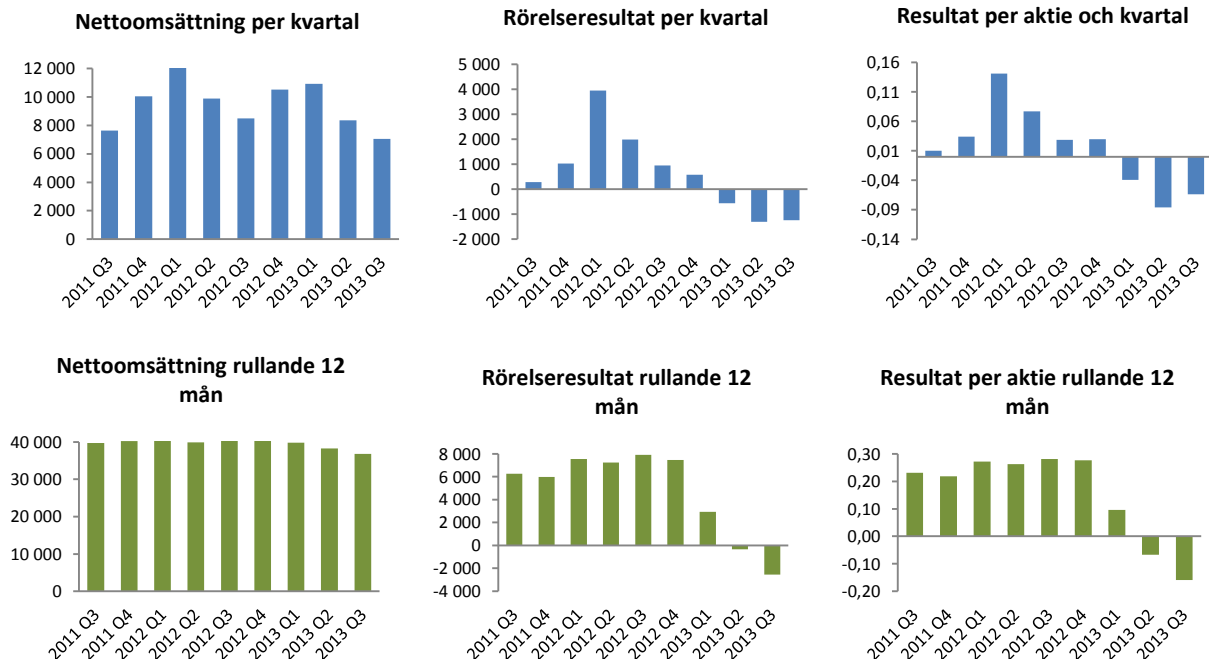 Nettoomsättning per kvartal
12 000
10 000
8 000
6 000
4 000
2 000
0
2011 Q3
2011 Q4
2012 Q1
2012 Q2
2012 Q3
2012 Q4
2013 Q1
2013 Q2
2013 Q3
Rörelseresultat per kvartal
5 000
4 000
3 000
2 000
1 000
0
-1 000
-2 000
2011 Q3
2011 Q4
2012 Q1
2012 Q2
2012 Q3
2012 Q4
2013 Q1
2013 Q2
2013 Q3
Resultat per aktie och kvartal
0,16
0,11
0,06
0,01
-0,04
-0,09
-0,14
2011 Q3
2011 Q4
2012 Q1
2012 Q2
2012 Q3
2012 Q4
2013 Q1
2013 Q2
2013 Q3
Nettoomsättning rullande 12
mån
40 000
30 000
20 000
10 000
0
2011 Q3
2011 Q4
2012 Q1
2012 Q2
2012 Q3
2012 Q4
2013 Q1
2013 Q2
2013 Q3
Rörelseresultat rullande 12
mån
8 000
6 000
4 000
2 000
0
-2 000
-4 000
2011 Q3
2011 Q4
2012 Q1
2012 Q2
2012 Q3
2012 Q4
2013 Q1
2013 Q2
2013 Q3
Resultat per aktie rullande 12
mån
0,30
0,20
0,10
0,00
-0,10
-0,20
2011 Q3
2011 Q4
2012 Q1
2012 Q2
2012 Q3
2012 Q4
2013 Q1
2013 Q2
2013 Q3